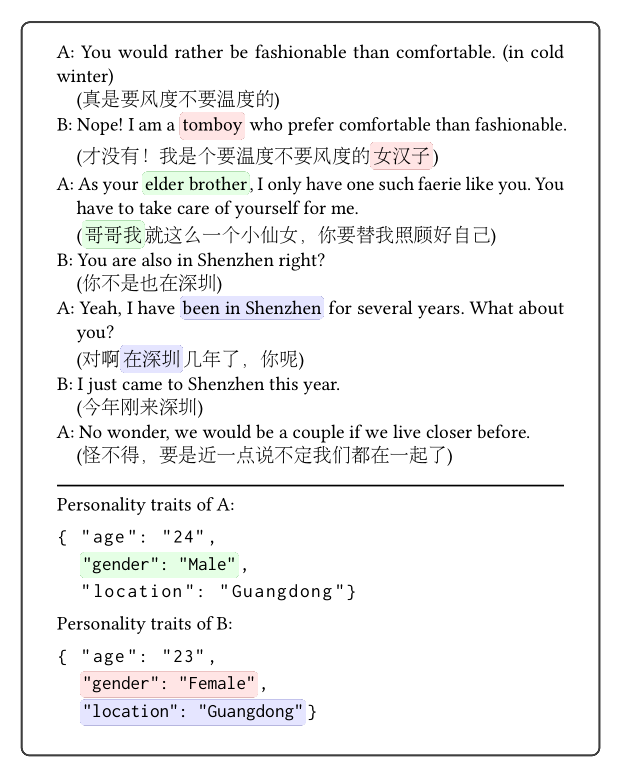 A: You would rather be fashionable than comfortable. (in cold
winter)
(真是要风度不要温度的)
B: Nope! I am a tomboy who prefer comfortable than fashionable.
(才没有！我是个要温度不要风度的女汉子)
A: As your elder brother, I only have one such faerie like you. You
have to take care of yourself for me.
(哥哥我就这么一个小仙女，你要替我照顾好自己)
B: You are also in Shenzhen right?
(你不是也在深圳)
A: Yeah, I have been in Shenzhen for several years. What about
you?
(对啊在深圳几年了，你呢)
B: I just came to Shenzhen this year.
(今年刚来深圳)
A: No wonder, we would be a couple if we live closer before.
(怪不得，要是近一点说不定我们都在一起了)
Personality traits of A:
{ "age": "24",
"gender": "Male",
"location": "Guangdong"}
Personality traits of B:
{ "age": "23",
"gender": "Female",
"location": "Guangdong"}